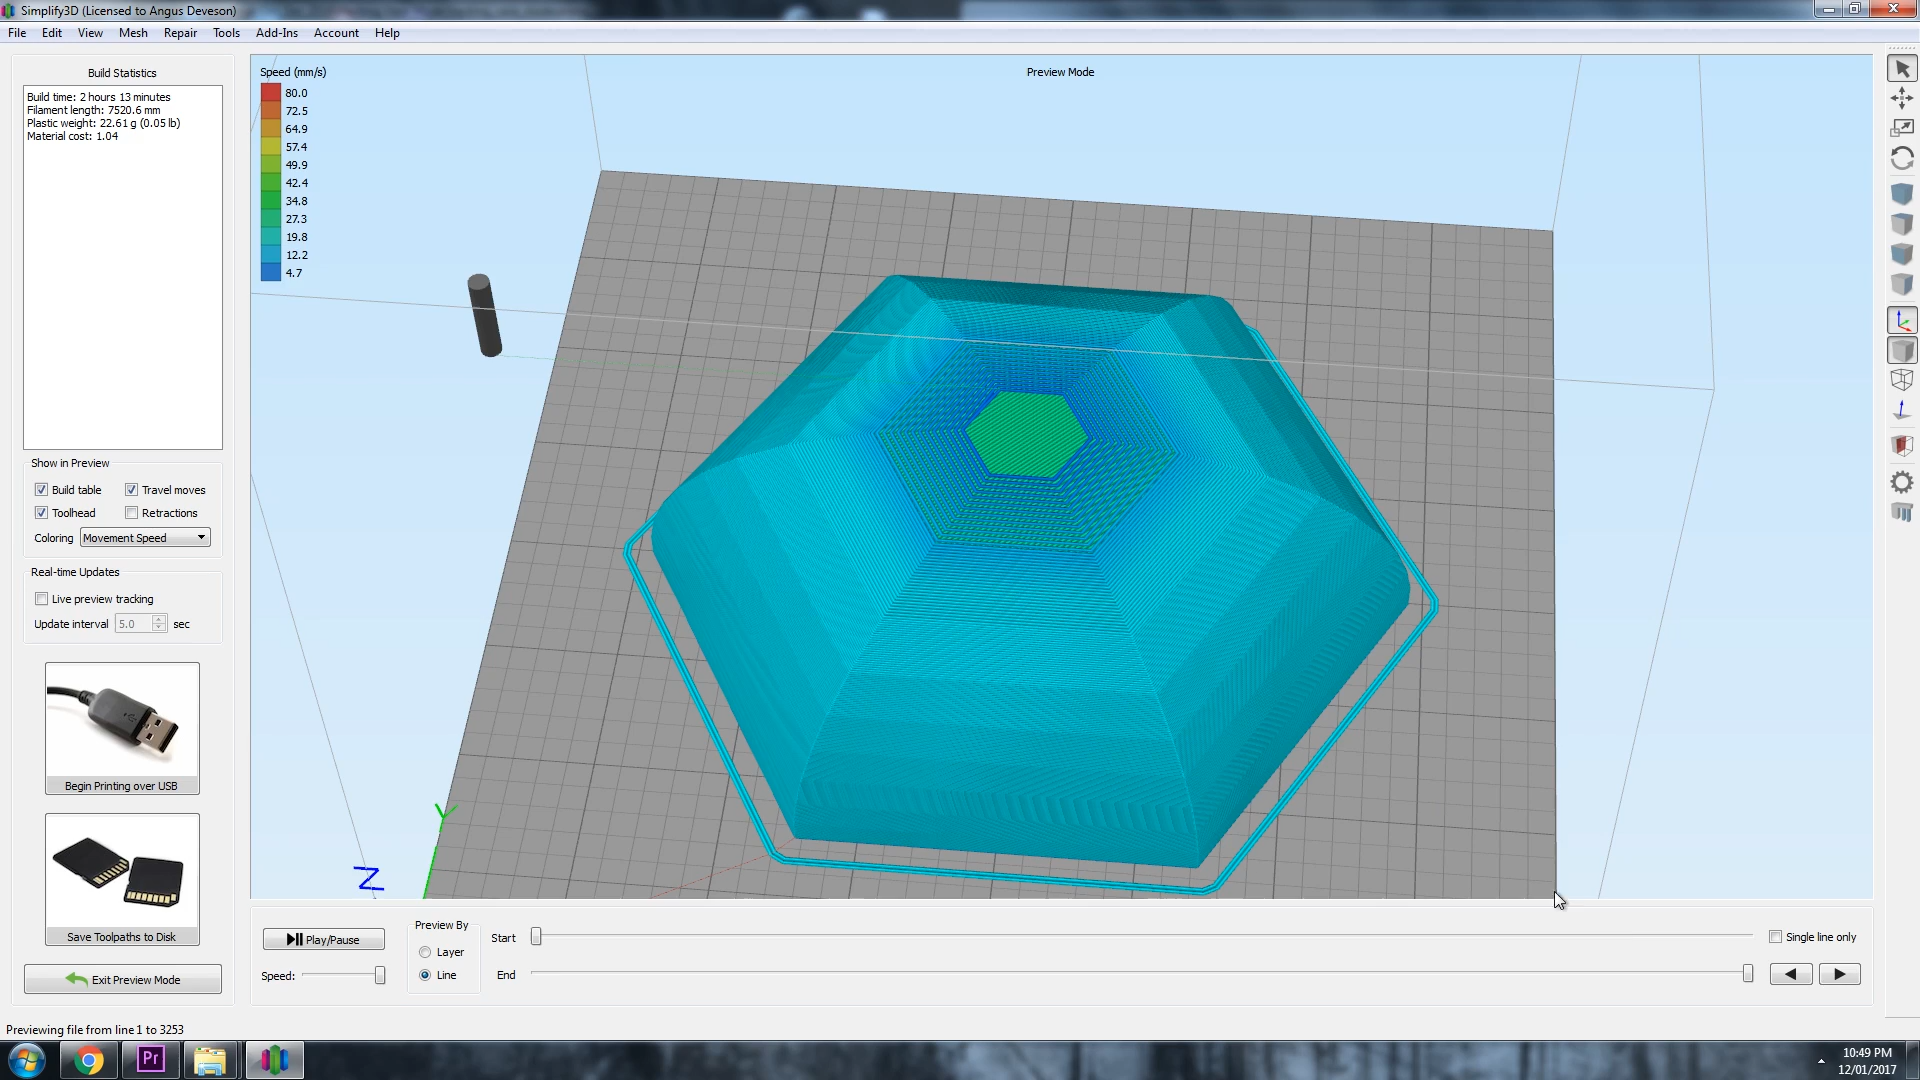 Simplify3D (Licensed to Angus Deveson)
File Edit View Mesh Repair Tools Add-Ins Account Help
Build Statistics
Build time: 2 hours 13 minutes
Filament length: 7520.6 mm
Plastic weight: 22.61 g (0.05 lb)
Material cost: 1.04
Show in Preview
Build table Travel moves
Toolhead Retractions
Coloring Movement Speed
Real-time Updates
Live preview tracking
Update interval 5.0 sec
Begin Printing over USB
Save Toolpaths to Disk
Exit Preview Mode
Speed (mm/s)
80.0
72.5
64.9
57.4
49.9
42.4
34.8
27.3
19.8
12.2
4.7
Preview Mode
Y
Z
Play/Pause
Speed:
Preview By
Layer
Line
Start
End
Single line only
Previewing file from line 1 to 3253
Pr
10:49 PM
12/01/2017